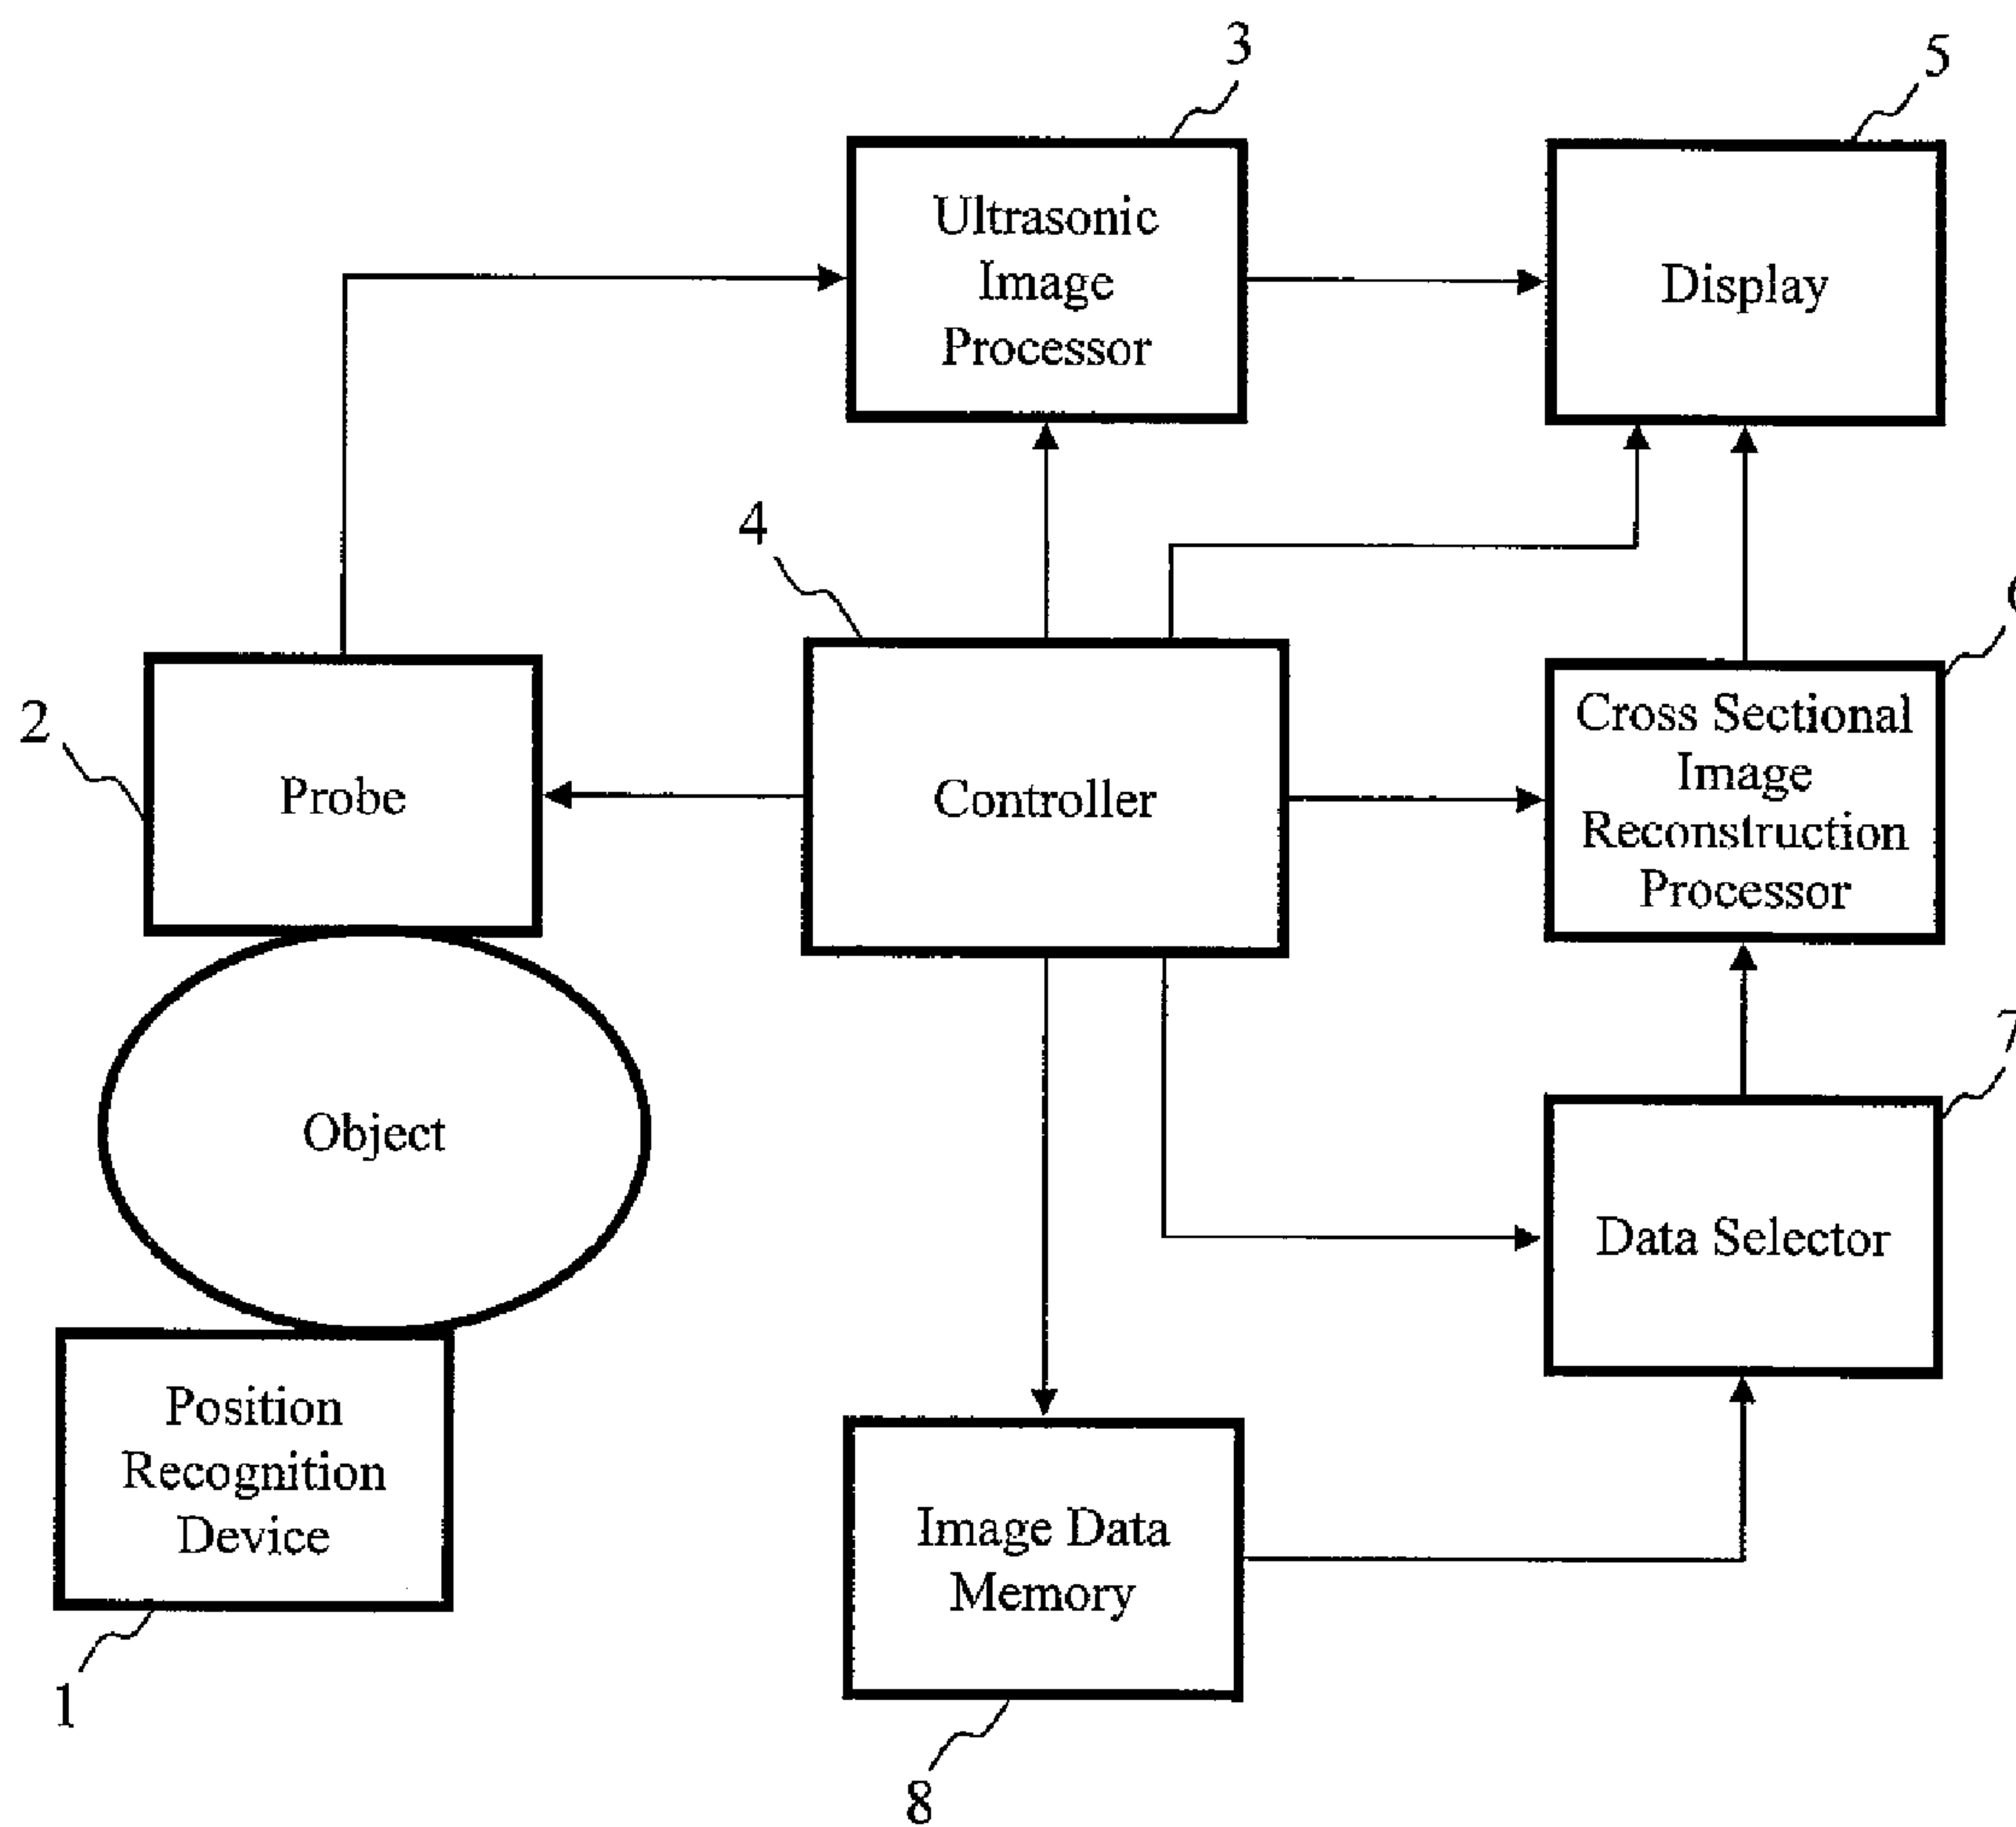 3
5
Ultrasonic
Image
Processor
Display
4
2
Probe
Controller
Cross Sectional
Image
Reconstruction
Processor
7
Object
Data Selector
Position
Recognition
Device
Image Data
Memory
1
8